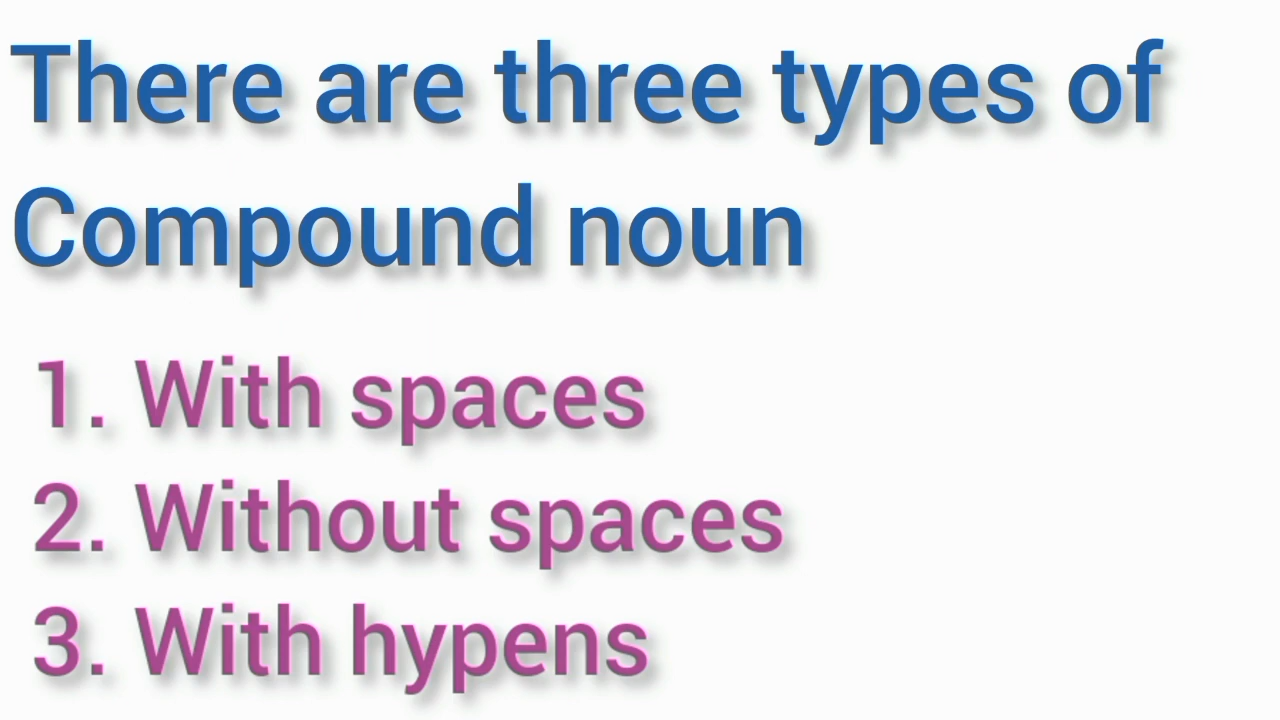 There are three types of
Compound noun
1. With spaces
2. Without spaces
3. With hypens